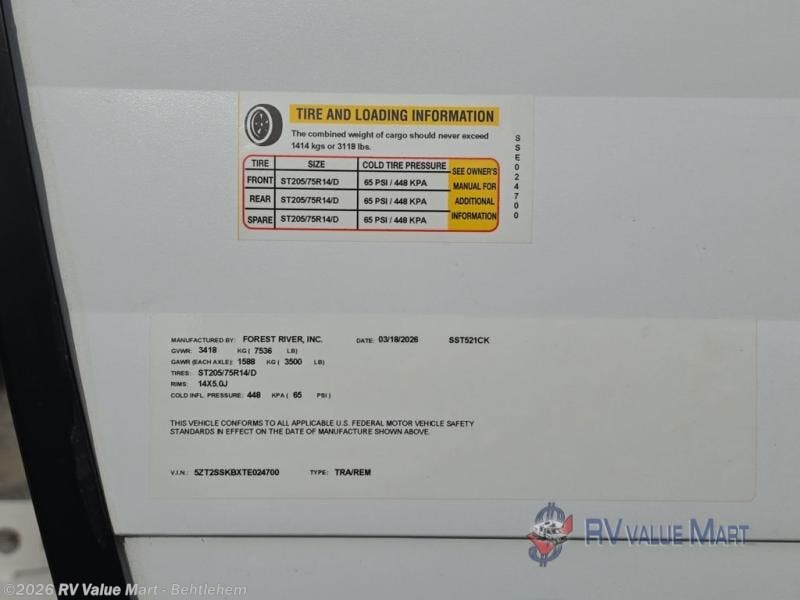 TIRE AND LOADING INFORMATION
The combined weight of cargo should never exceed
1414 kgs or 3118 lbs.
TIRE SIZE COLD TIRE PRESSURE SEE OWNER'S MANUAL FOR ADDITIONAL INFORMATION
FRONT ST205/75R14/D 65 PSI / 448 KPA
REAR ST205/75R14/D 65 PSI / 448 KPA
SPARE ST205/75R14/D 65 PSI / 448 KPA
SSE024700
MANUFACTURED BY: FOREST RIVER, INC. DATE: 03/18/2026 SST521CK
GVWR: 3418 KG ( 7536 LB)
GAWR (EACH AXLE): 1588 KG ( 3500 LB)
TIRES: ST205/75R14/D
RIMS: 14X5.0J
COLD INFL. PRESSURE: 448 KPA ( 65 PSI )
THIS VEHICLE CONFORMS TO ALL APPLICABLE U.S. FEDERAL MOTOR VEHICLE SAFETY
STANDARDS IN EFFECT ON THE DATE OF MANUFACTURE SHOWN ABOVE.
V.I.N.: 5ZT2SSKBXTE024700 TYPE: TRA/REM
RV VALUE MART
©2026 RV Value Mart - Behtlehem